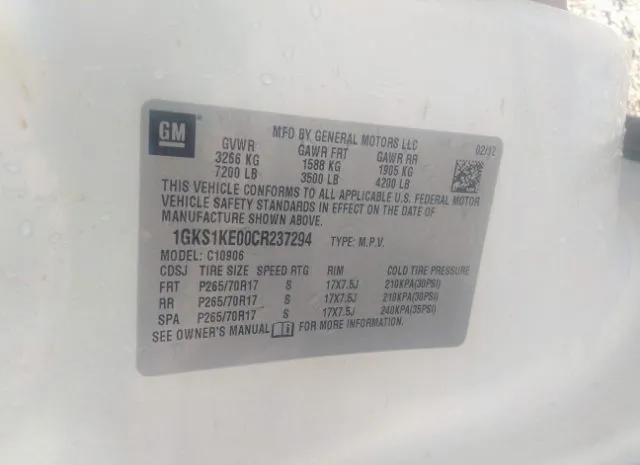 GM
MFD BY GENERAL MOTORS LLC
02/12
GVWR GAWR FRT GAWR RR
3266 KG 1588 KG 1905 KG
7200 LB 3500 LB 4200 LB
THIS VEHICLE CONFORMS TO ALL APPLICABLE U.S. FEDERAL MOTOR
VEHICLE SAFETY STANDARDS IN EFFECT ON THE DATE OF
MANUFACTURE SHOWN ABOVE.
1GKS1KE00CR237294 TYPE: M.P.V.
MODEL: C10906
CDSJ TIRE SIZE SPEED RTG RIM COLD TIRE PRESSURE
FRT P265/70R17 S 17X7.5J 210KPA(30PSI)
RR P265/70R17 S 17X7.5J 210KPA(30PSI)
SPA P265/70R17 S 17X7.5J 240KPA(35PSI)
SEE OWNER'S MANUAL FOR MORE INFORMATION.